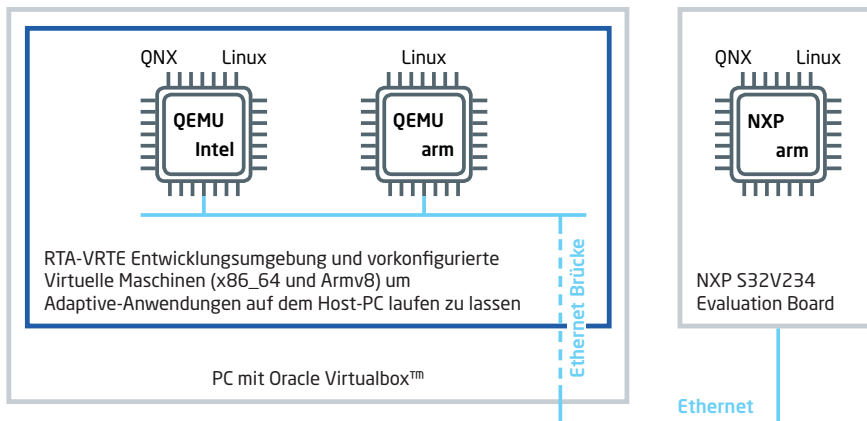 QNX Linux
QEMU
Intel
Linux
QEMU
arm
RTA-VRTE Entwicklungsumgebung und vorkonfigurierte
Virtuelle Maschinen (x86_64 und Armv8) um
Adaptive-Anwendungen auf dem Host-PC laufen zu lassen
Ethernet Brücke
PC mit Oracle Virtualbox™
QNX Linux
NXP
arm
NXP S32V234
Evaluation Board
Ethernet